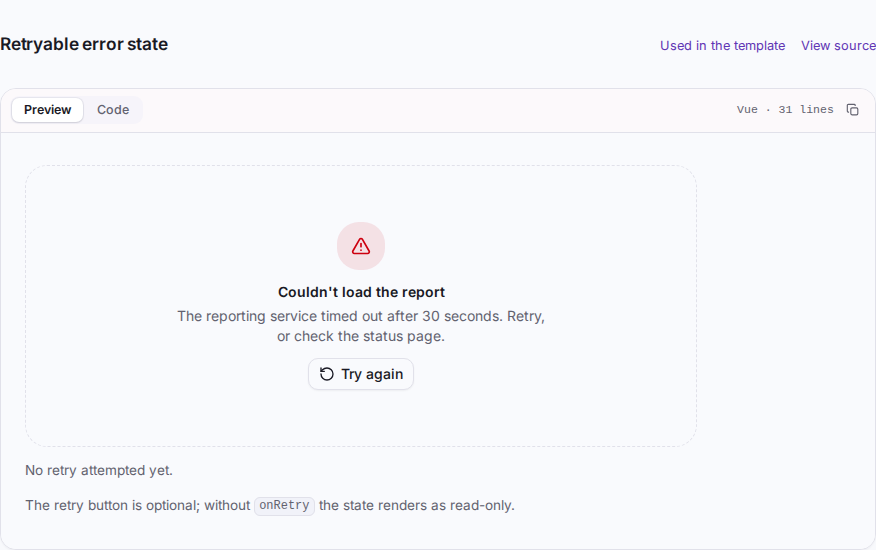 Retryable error state
Used in the template
View source
Preview
Code
Vue · 31 lines
Couldn't load the report
The reporting service timed out after 30 seconds. Retry,
or check the status page.
Try again
No retry attempted yet.
The retry button is optional; without onRetry the state renders as read-only.